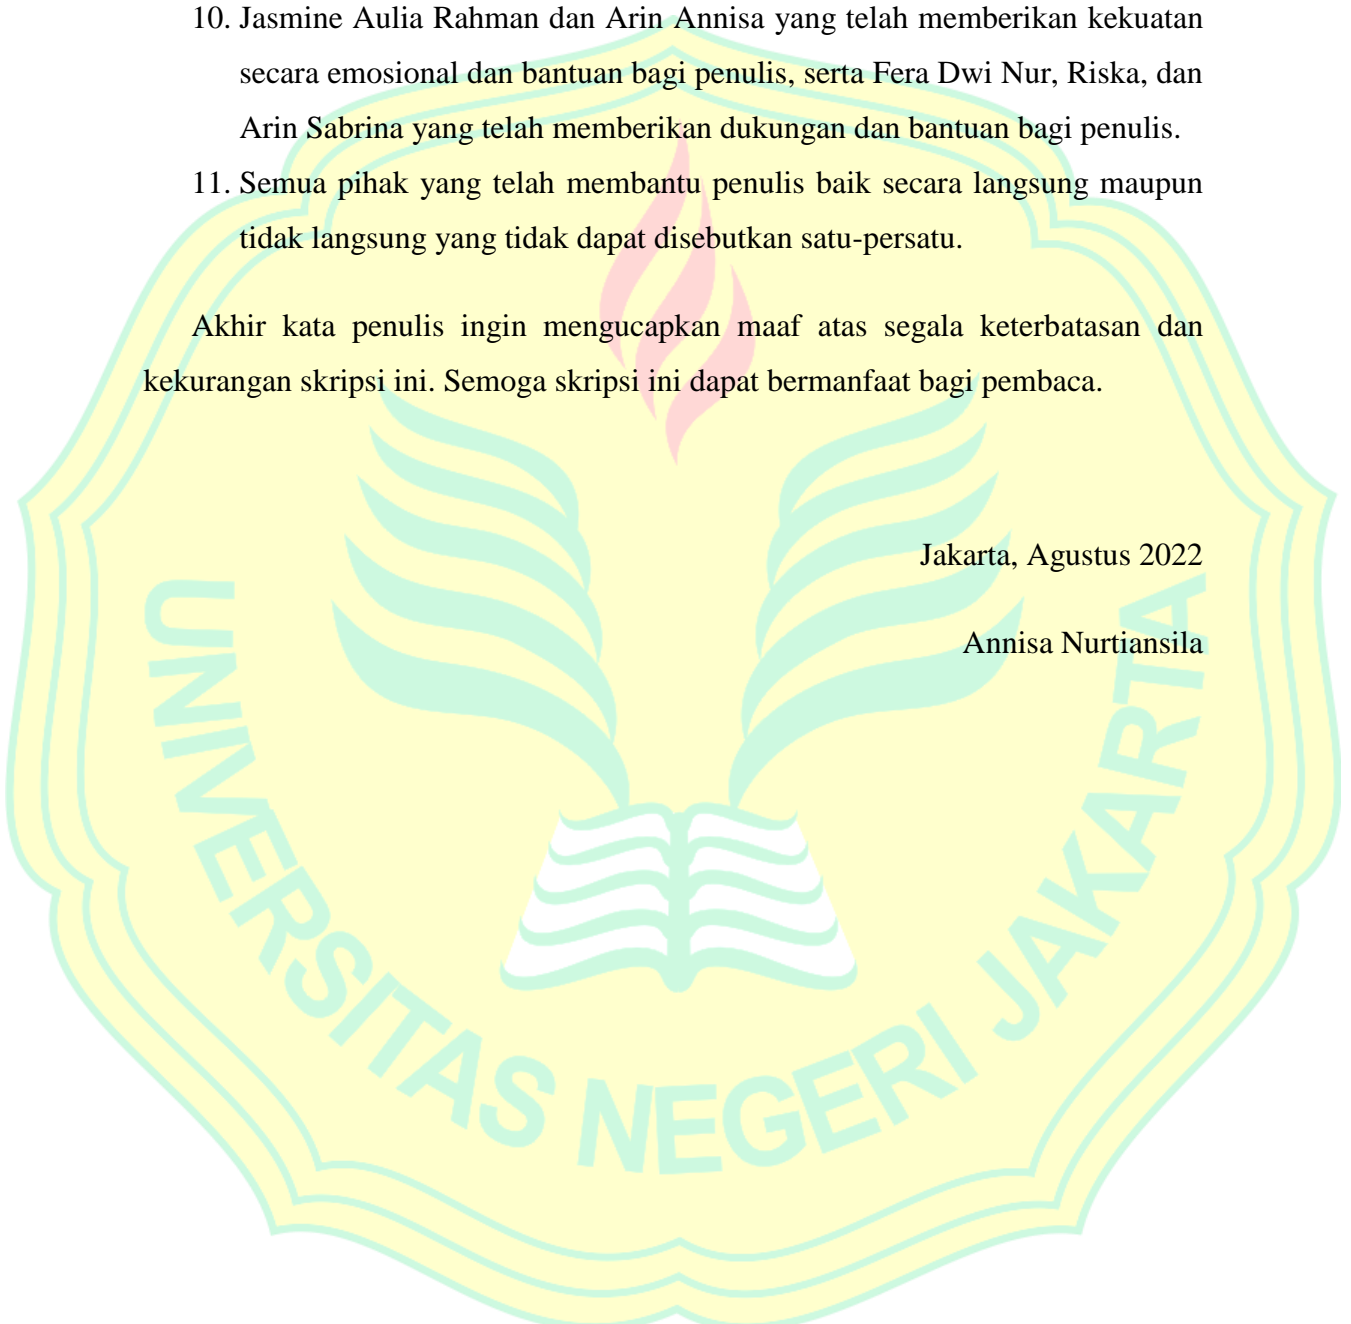 10. Jasmine Aulia Rahman dan Arin Annisa yang telah memberikan kekuatan
secara emosional dan bantuan bagi penulis, serta Fera Dwi Nur, Riska, dan
Arin Sabrina yang telah memberikan dukungan dan bantuan bagi penulis.
11. Semua pihak yang telah membantu penulis baik secara langsung maupun
tidak langsung yang tidak dapat disebutkan satu-persatu.
Akhir kata penulis ingin mengucapkan maaf atas segala keterbatasan dan
kekurangan skripsi ini. Semoga skripsi ini dapat bermanfaat bagi pembaca.
Jakarta, Agustus 2022
Annisa Nurtiansila
UNIVERSITAS NEGERI JAKARTA